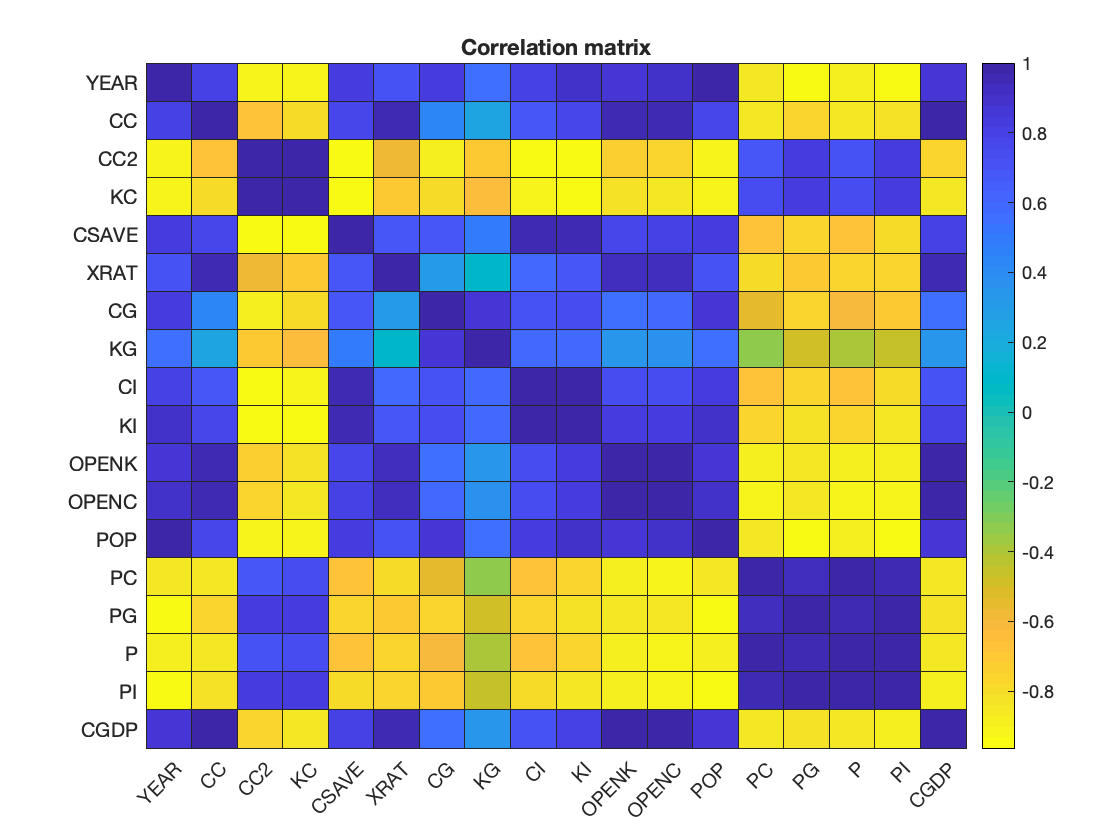 Correlation matrix
YEAR
CC
CC2
KC
CSAVE
XRAT
CG
KG
CI
KI
OPENK
OPENC
POP
PC
PG
P
PI
CGDP
YEAR CC CC2 KC CSAVE XRAT CG KG CI KI OPENK OPENC POP PC PG P PI CGDP
1
0.8
0.6
0.4
0.2
0
-0.2
-0.4
-0.6
-0.8